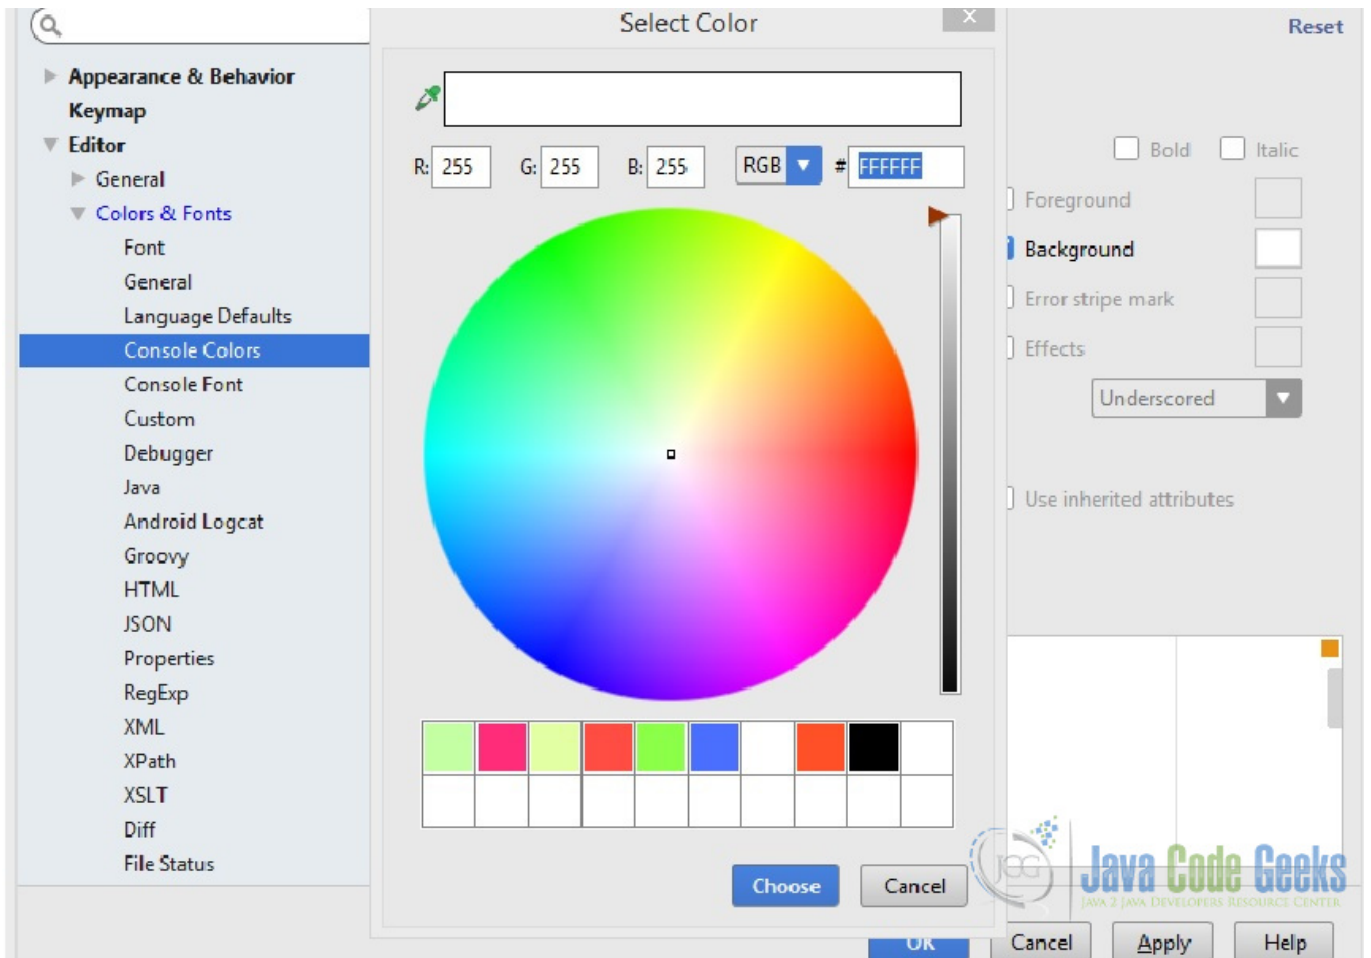 Select Color
x
Reset
Appearance & Behavior
Keymap
Editor
General
Colors & Fonts
Font
General
Language Defaults
Console Colors
Console Font
Custom
Debugger
Java
Android Logcat
Groovy
HTML
JSON
Properties
RegExp
XML
XPath
XSLT
Diff
File Status
R: 255 G: 255 B: 255 RGB # FFFFFF
Choose Cancel
Bold Italic
Foreground
Background
Error stripe mark
Effects
Underscored
Use inherited attributes
JCG
Java Code Geeks
JAVA 2 JAVA DEVELOPERS RESOURCE CENTER
OK Cancel Apply Help